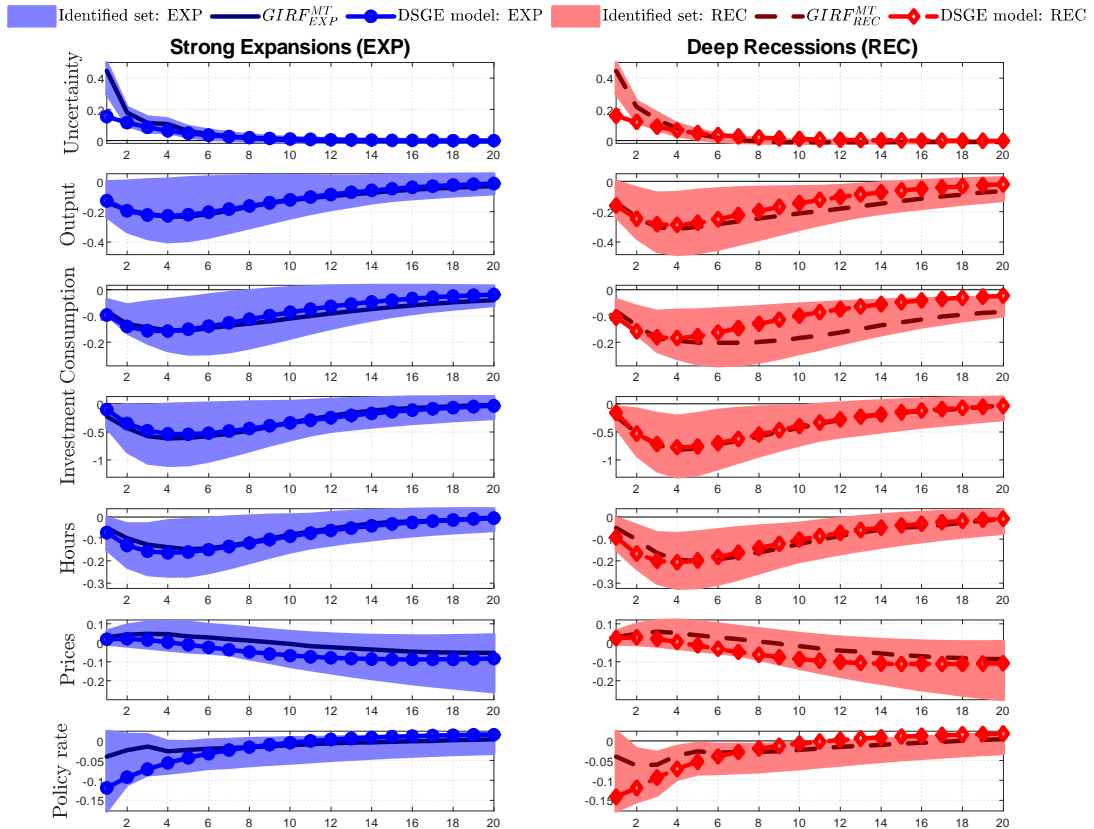 Identified set: EXP GIRF^{MT}_{EXP} DSGE model: EXP Identified set: REC GIRF^{MT}_{REC} DSGE model: REC
Strong Expansions (EXP) Deep Recessions (REC)
Uncertainty
0.4
0.2
0
2 4 6 8 10 12 14 16 18 20
0.4
0.2
0
2 4 6 8 10 12 14 16 18 20
Output
0
-0.2
-0.4
2 4 6 8 10 12 14 16 18 20
0
-0.2
-0.4
2 4 6 8 10 12 14 16 18 20
Consumption
0
-0.1
-0.2
2 4 6 8 10 12 14 16 18 20
0
-0.1
-0.2
2 4 6 8 10 12 14 16 18 20
Investment
0
-0.5
-1
2 4 6 8 10 12 14 16 18 20
0
-0.5
-1
2 4 6 8 10 12 14 16 18 20
Hours
0
-0.1
-0.2
-0.3
2 4 6 8 10 12 14 16 18 20
0
-0.1
-0.2
-0.3
2 4 6 8 10 12 14 16 18 20
Prices
0.1
0
-0.1
-0.2
2 4 6 8 10 12 14 16 18 20
0.1
0
-0.1
-0.2
2 4 6 8 10 12 14 16 18 20
Policy rate
0
-0.05
-0.1
-0.15
2 4 6 8 10 12 14 16 18 20
0
-0.05
-0.1
-0.15
2 4 6 8 10 12 14 16 18 20